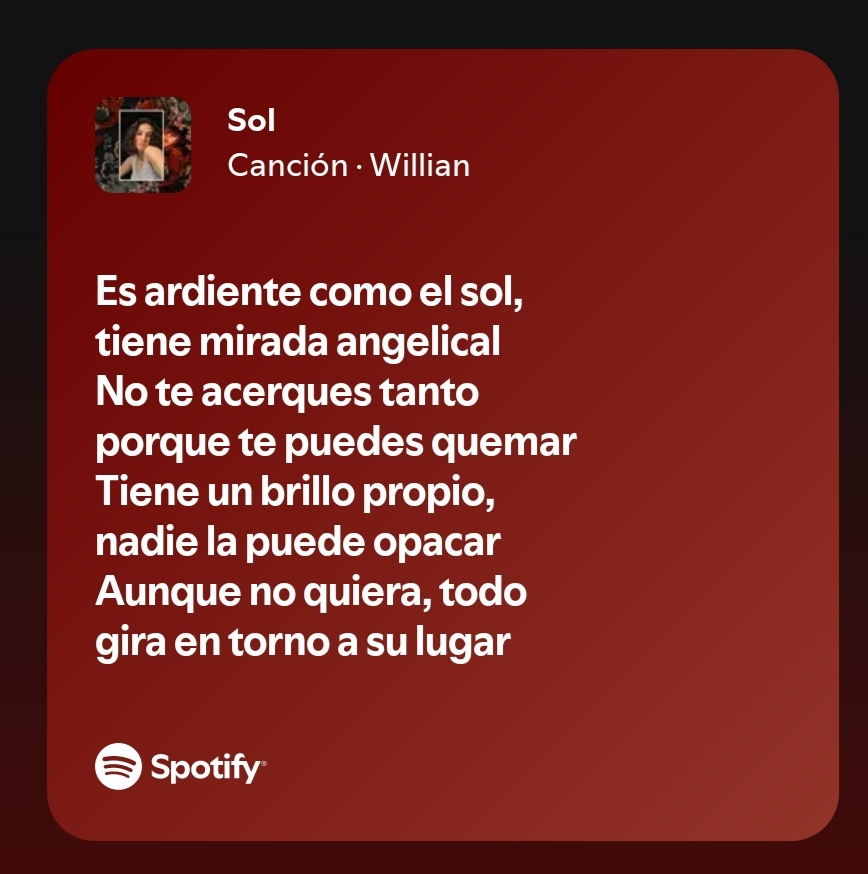 Sol
Canción · Willian
Es ardiente como el sol,
tiene mirada angelical
No te acerques tanto
porque te puedes quemar
Tiene un brillo propio,
nadie la puede opacar
Aunque no quiera, todo
gira en torno a su lugar
Spotify®